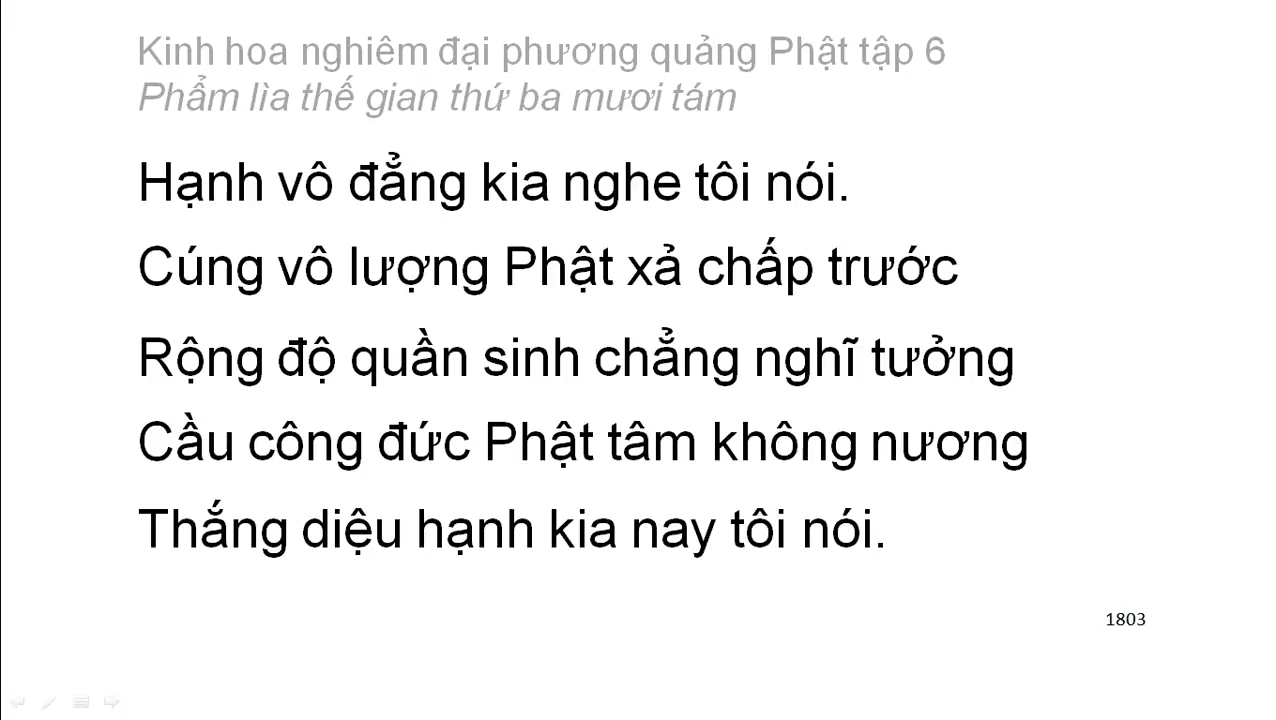 Kinh hoa nghiêm đại phương quảng Phật tập 6
Phẩm lìa thế gian thứ ba mươi tám
Hạnh vô đẳng kia nghe tôi nói.
Cúng vô lượng Phật xả chấp trước
Rộng độ quần sinh chẳng nghĩ tưởng
Cầu công đức Phật tâm không nương
Thắng diệu hạnh kia nay tôi nói.
1803